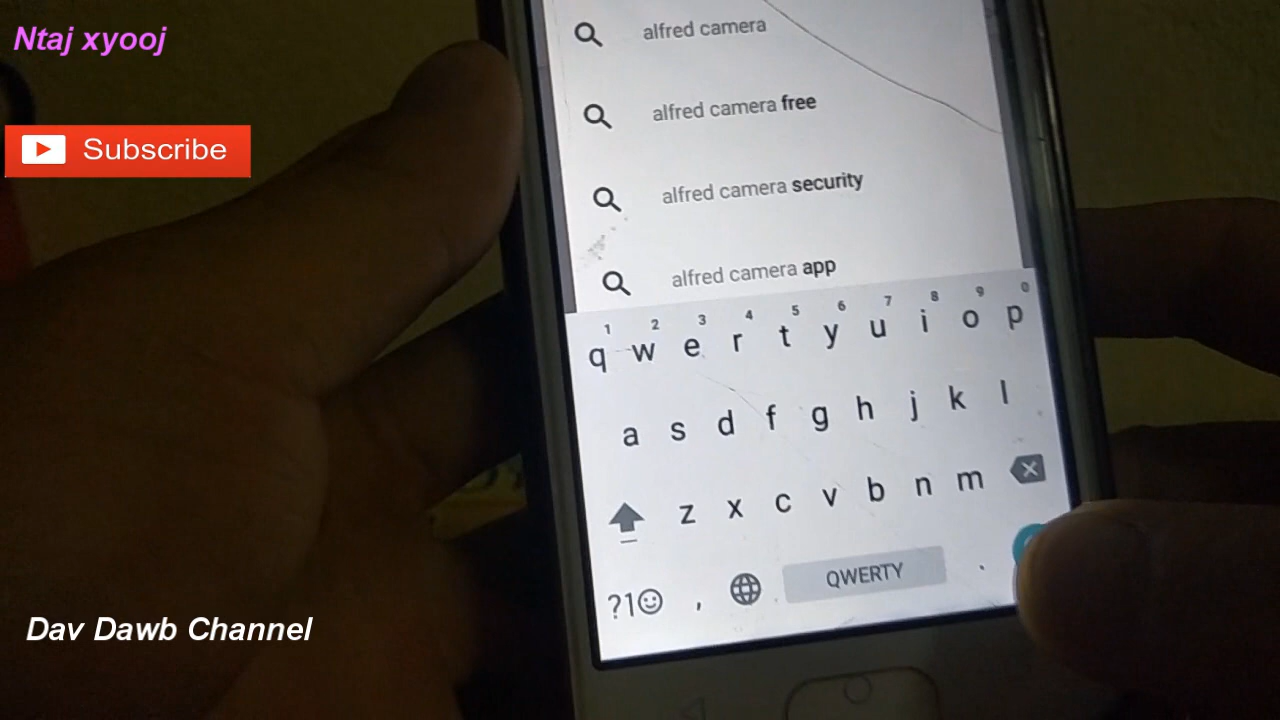 Ntaj xyooj
Subscribe
alfred camera
alfred camera free
alfred camera security
alfred camera app
1 2 3 4 5 6 7 8 9 0
q w e r t y u i o p
a s d f g h j k l
z x c v b n m
?1☺ , QWERTY .
Dav Dawb Channel